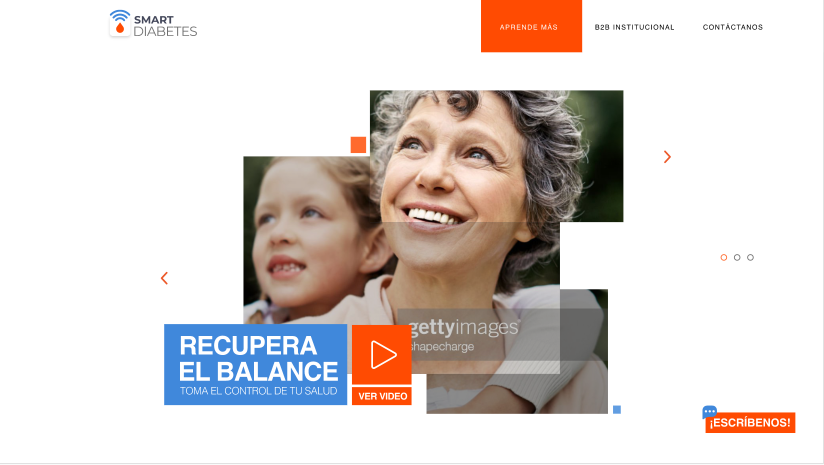 SMART
DIABETES
APRENDE MÁS
B2B INSTITUCIONAL
CONTÁCTANOS
gettyimages
shapecharge
RECUPERA
EL BALANCE
TOMA EL CONTROL DE TU SALUD
VER VIDEO
¡ESCRÍBENOS!